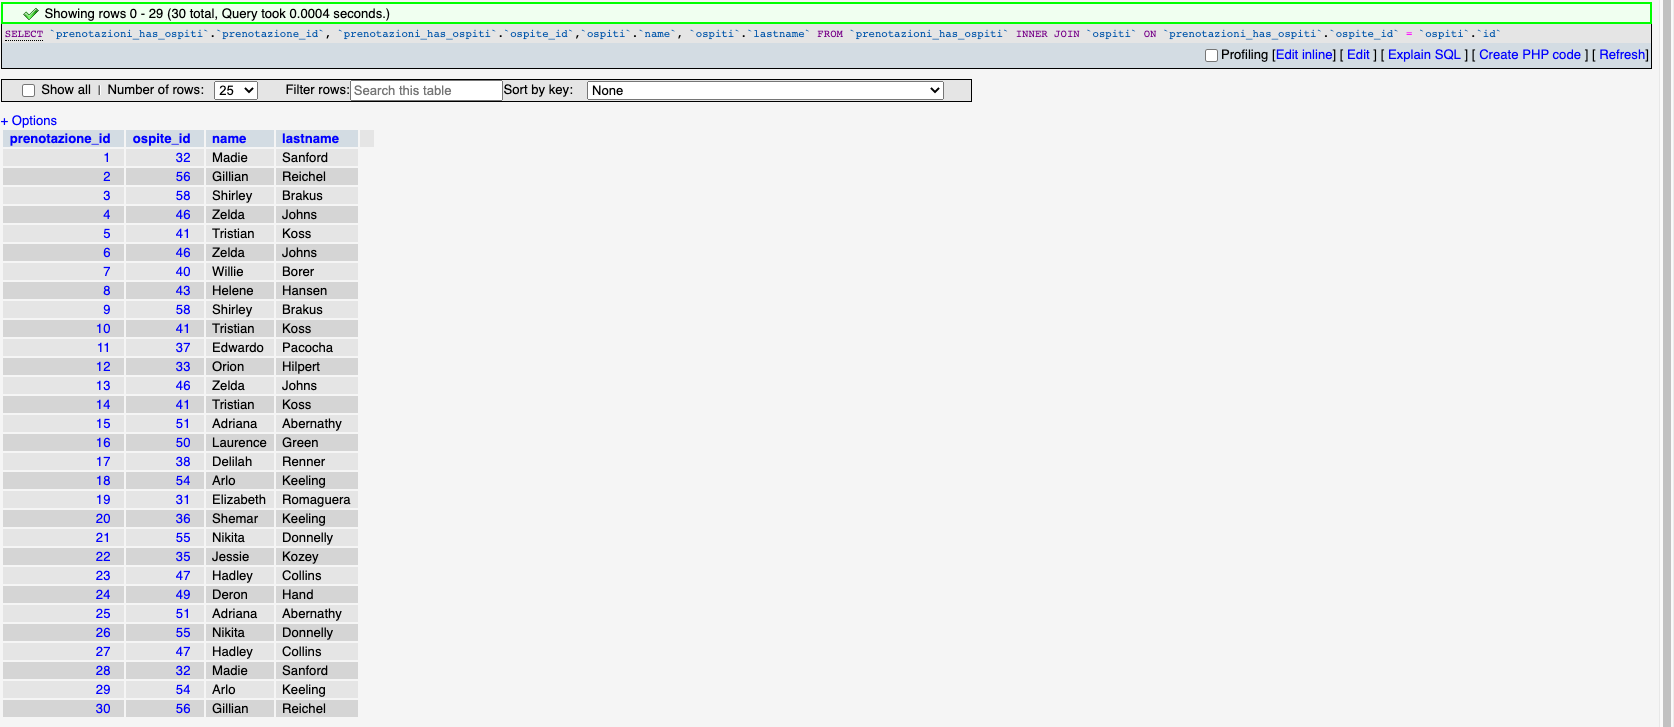 Showing rows 0 - 29 (30 total, Query took 0.0004 seconds.)
SELECT `prenotazioni_has_ospiti`.`prenotazione_id`, `prenotazioni_has_ospiti`.`ospite_id`,`ospiti`.`name`, `ospiti`.`lastname` FROM `prenotazioni_has_ospiti` INNER JOIN `ospiti` ON `prenotazioni_has_ospiti`.`ospite_id` = `ospiti`.`id`
Profiling [Edit inline] [ Edit ] [ Explain SQL ] [ Create PHP code ] [ Refresh]
Show all | Number of rows: 25 Filter rows: Search this table Sort by key: None
+ Options
prenotazione_id ospite_id name lastname
1 32 Madie Sanford
2 56 Gillian Reichel
3 58 Shirley Brakus
4 46 Zelda Johns
5 41 Tristian Koss
6 46 Zelda Johns
7 40 Willie Borer
8 43 Helene Hansen
9 58 Shirley Brakus
10 41 Tristian Koss
11 37 Edwardo Pacocha
12 33 Orion Hilpert
13 46 Zelda Johns
14 41 Tristian Koss
15 51 Adriana Abernathy
16 50 Laurence Green
17 38 Delilah Renner
18 54 Arlo Keeling
19 31 Elizabeth Romaguera
20 36 Shemar Keeling
21 55 Nikita Donnelly
22 35 Jessie Kozey
23 47 Hadley Collins
24 49 Deron Hand
25 51 Adriana Abernathy
26 55 Nikita Donnelly
27 47 Hadley Collins
28 32 Madie Sanford
29 54 Arlo Keeling
30 56 Gillian Reichel